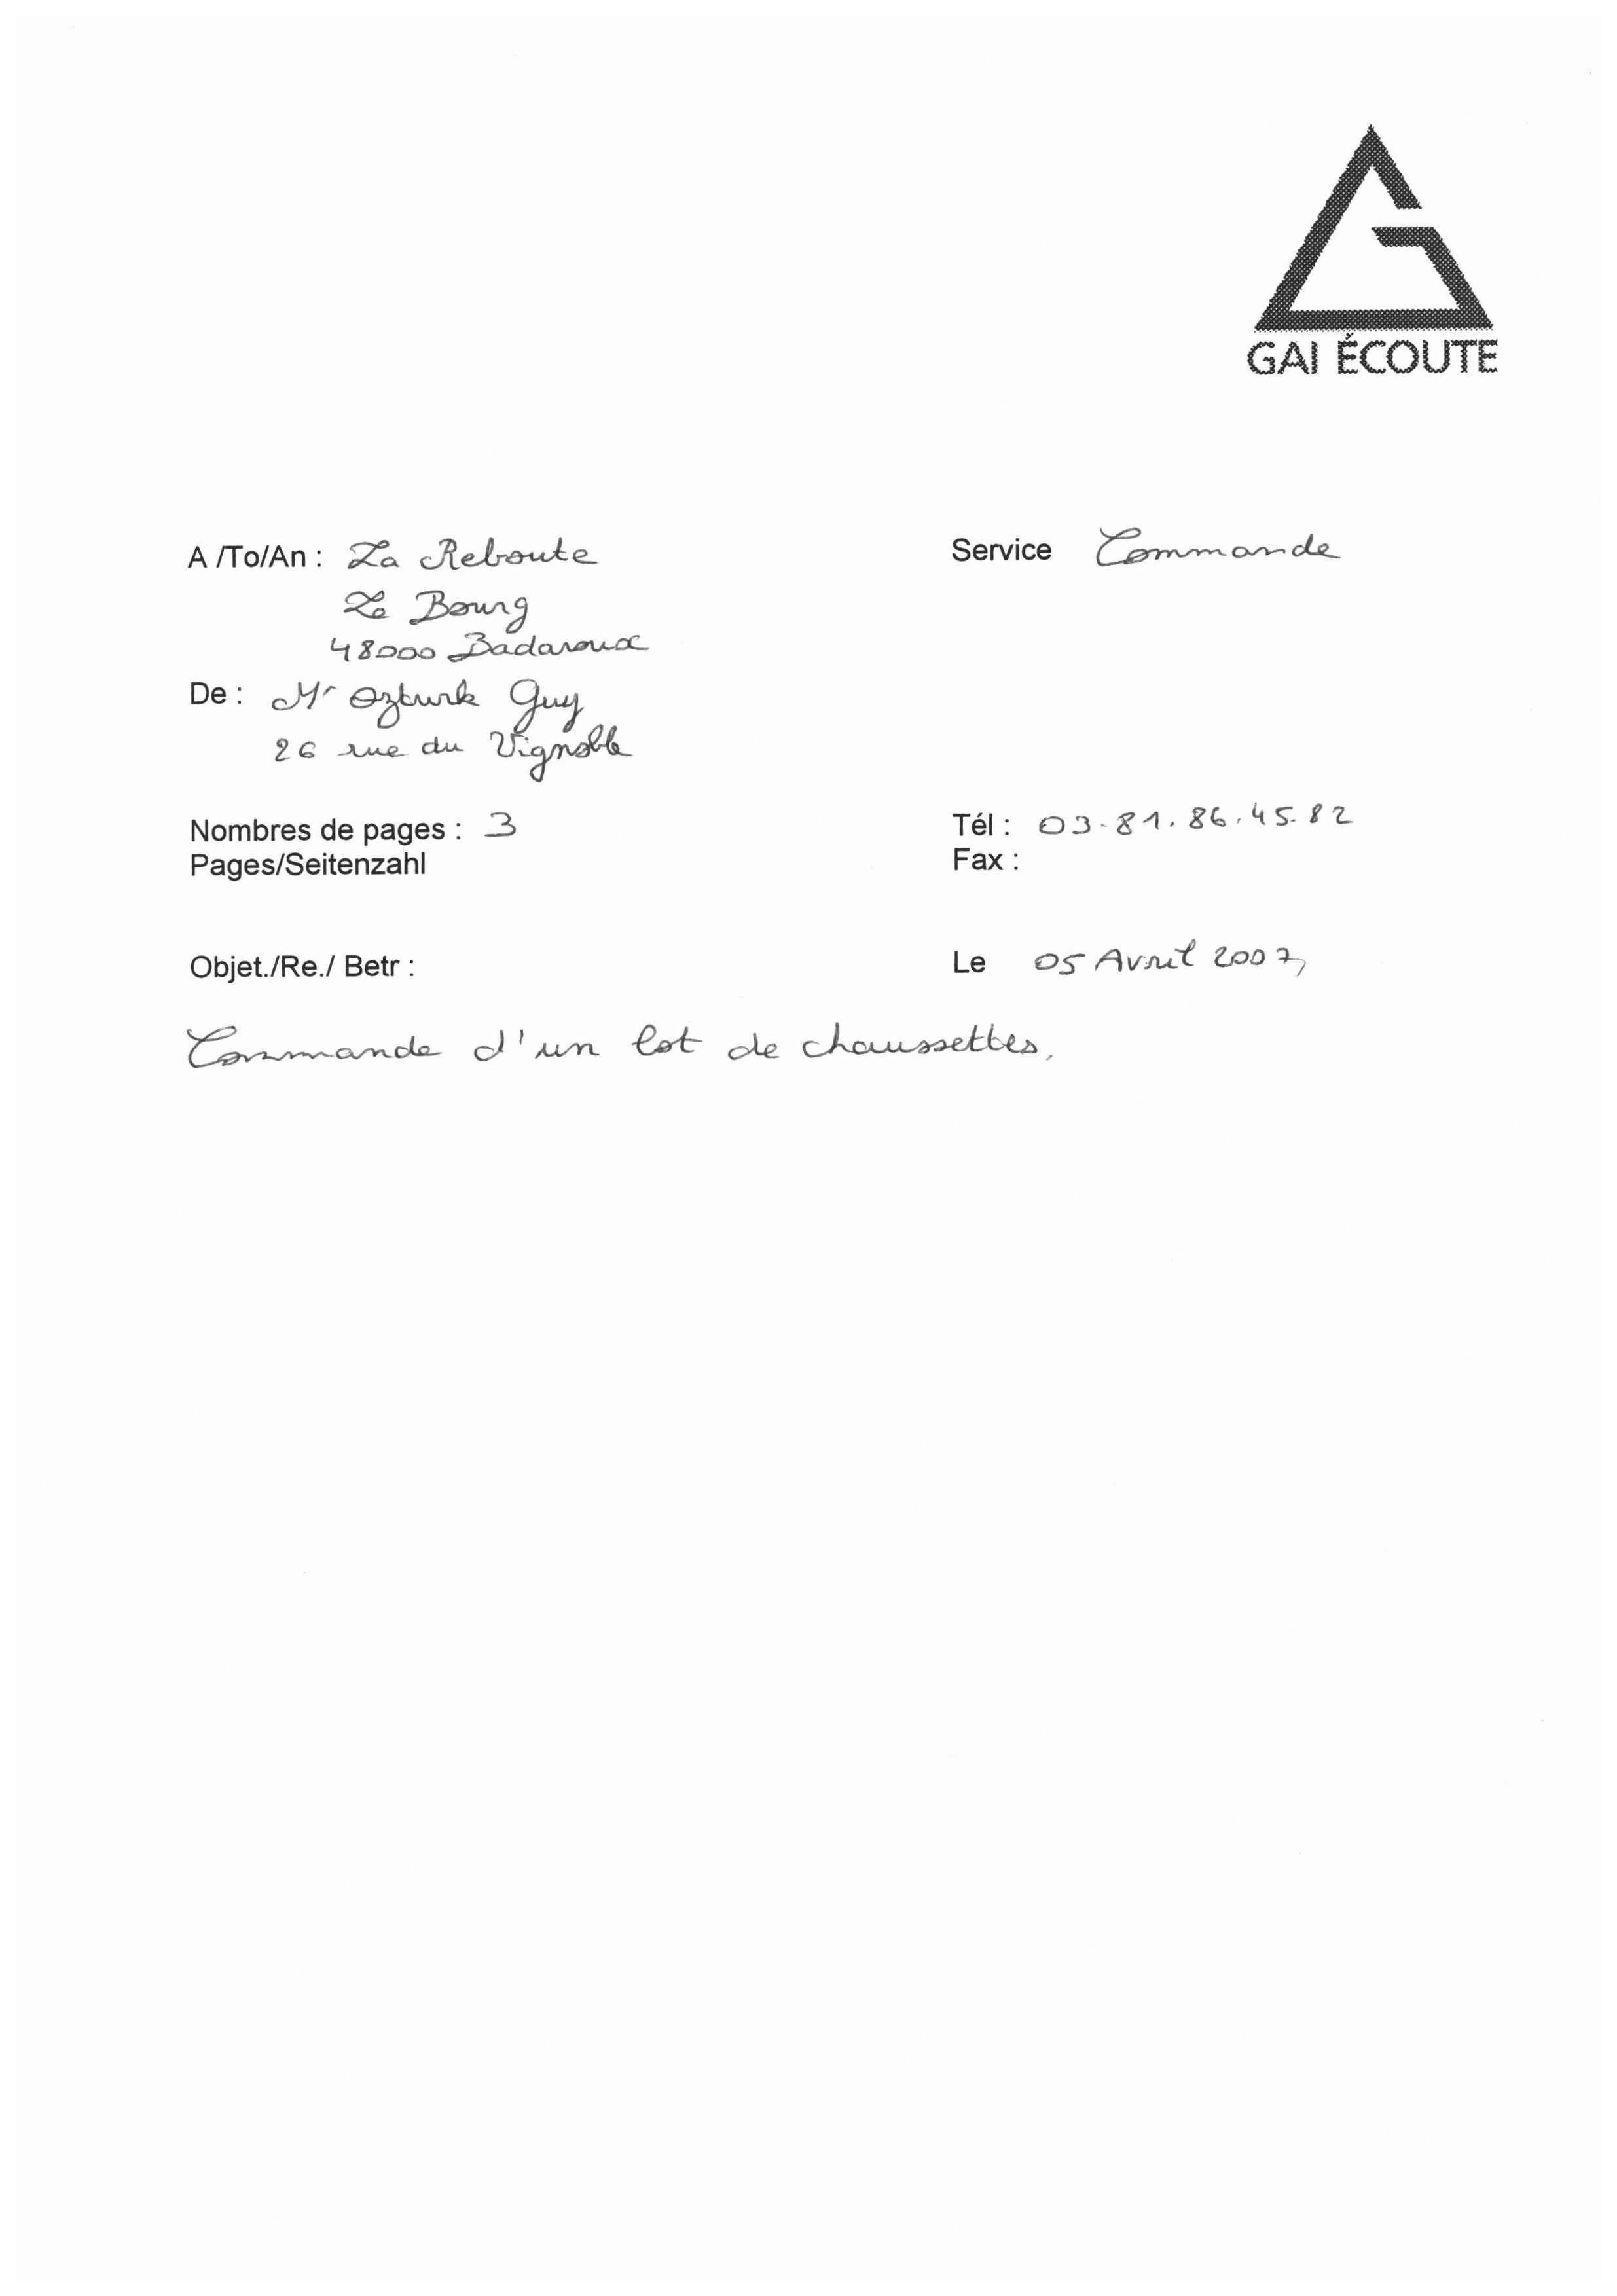 GAI ÉCOUTE
A /To/An : La Reboute
Service Commande
Le Bourg
48000 Badaroux
De : Mr Ozturk Guy
26 rue du Vignoble
Nombres de pages : 3
Tél : 03.81.86.45.82
Pages/Seitenzahl
Fax :
Objet./Re./ Betr :
Le 05 Avril 2007,
Commande d'un lot de chaussettes.